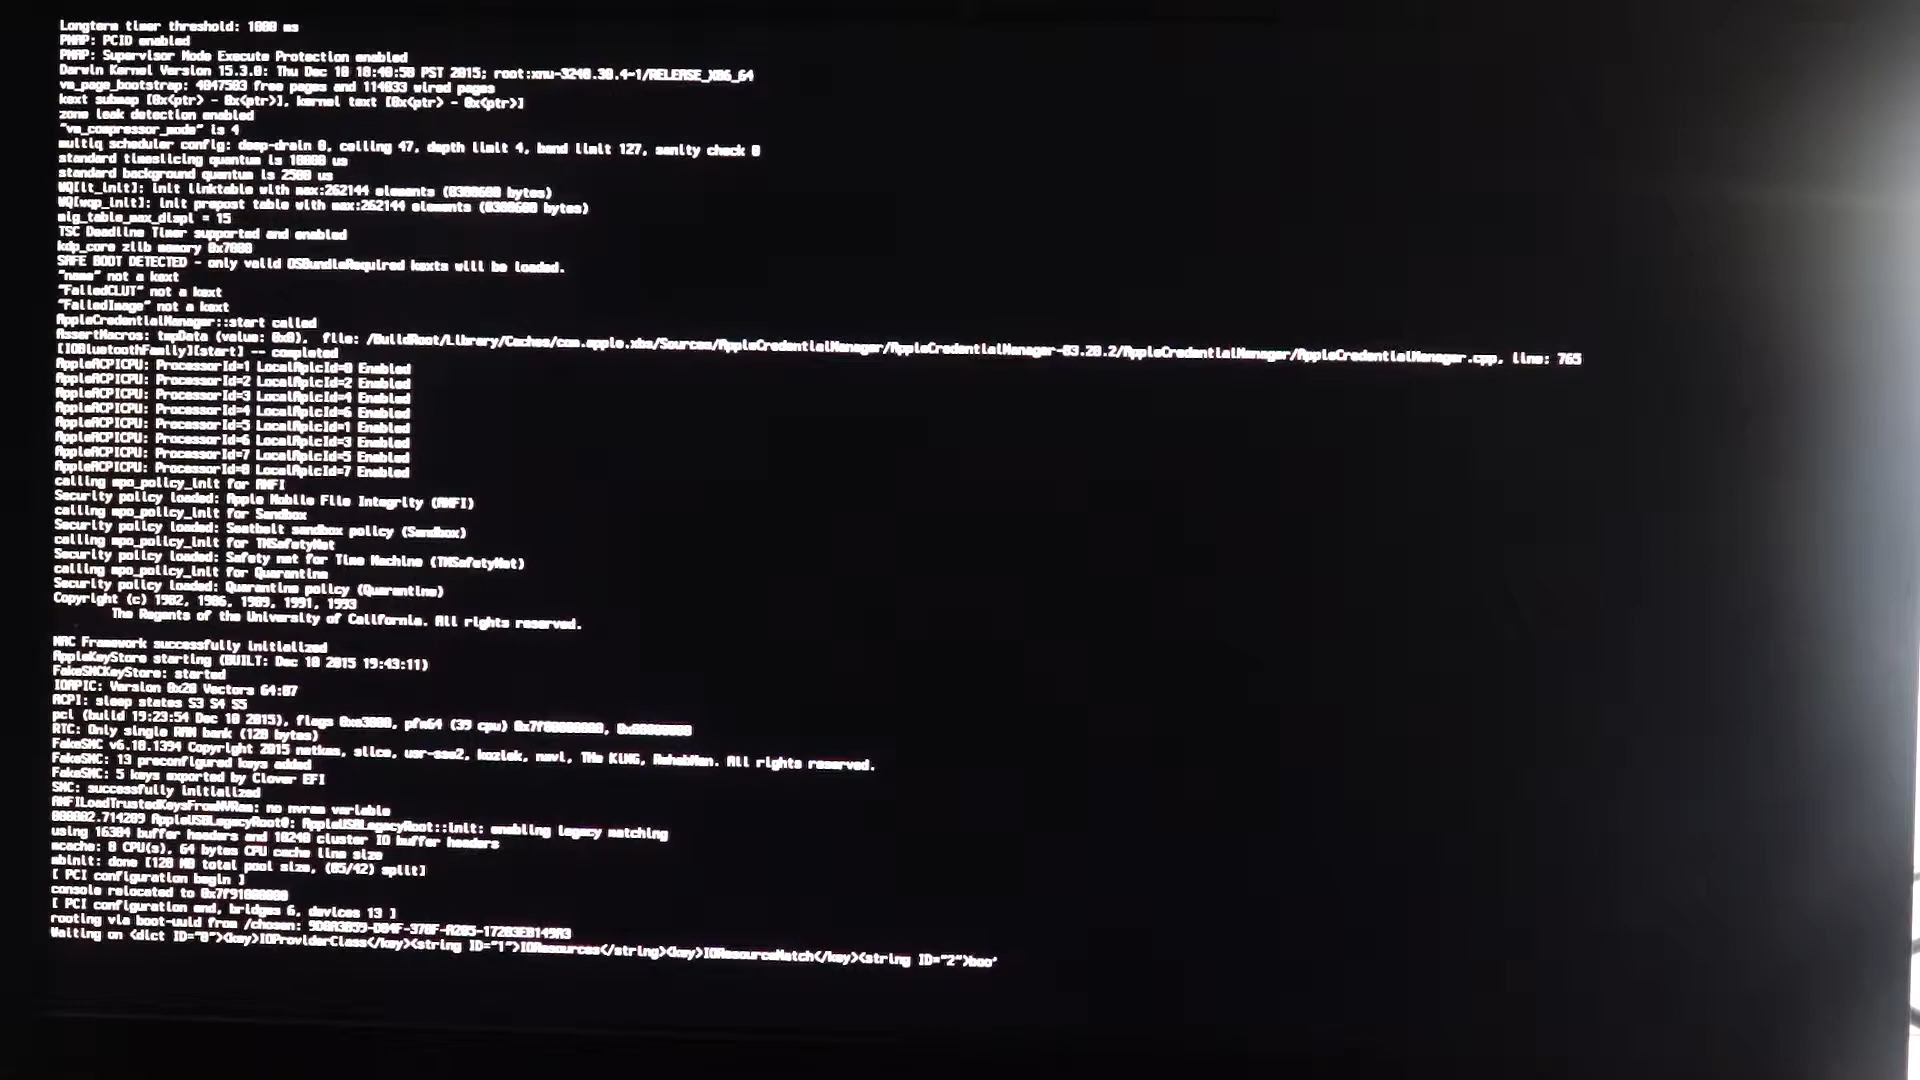 Longterm timer threshold: 1000 ms
PMAP: PCID enabled
PMAP: Supervisor Mode Execute Protection enabled
Darwin Kernel Version 15.3.0: Thu Dec 10 18:40:58 PST 2015; root:xnu-3248.30.4~1/RELEASE_X86_64
vm_page_bootstrap: 4047503 free pages and 114033 wired pages
kext submap [0x<ptr> - 0x<ptr>], kernel text [0x<ptr> - 0x<ptr>]
zone leak detection enabled
"vm_compressor_mode" is 4
multiq scheduler config: deep-drain 0, ceiling 47, depth limit 4, band limit 127, sanity check 0
standard timeslicing quantum is 10000 us
standard background quantum is 2500 us
WQ[lt_init]: init linktable with max:262144 elements (8388608 bytes)
WQ[wqp_init]: init prepost table with max:262144 elements (8388608 bytes)
mig_table_max_displ = 15
TSC Deadline Timer supported and enabled
kdp_core zlib memory 0x7000
SAFE BOOT DETECTED - only valid OSBundleRequired kexts will be loaded.
"name" not a kext
"FailedCLUT" not a kext
"FailedImage" not a kext
AppleCredentialManager::start called
AssertMacros: tmpData (value: 0x0),  file: /BuildRoot/Library/Caches/com.apple.xbs/Sources/AppleCredentialManager/AppleCredentialManager-83.20.2/AppleCredentialManager/AppleCredentialManager.cpp, line: 765
[IOBluetoothFamily][start] -- completed
AppleACPICPU: ProcessorId=1 LocalApicId=0 Enabled
AppleACPICPU: ProcessorId=2 LocalApicId=2 Enabled
AppleACPICPU: ProcessorId=3 LocalApicId=4 Enabled
AppleACPICPU: ProcessorId=4 LocalApicId=6 Enabled
AppleACPICPU: ProcessorId=5 LocalApicId=1 Enabled
AppleACPICPU: ProcessorId=6 LocalApicId=3 Enabled
AppleACPICPU: ProcessorId=7 LocalApicId=5 Enabled
AppleACPICPU: ProcessorId=8 LocalApicId=7 Enabled
calling mpo_policy_init for AMFI
Security policy loaded: Apple Mobile File Integrity (AMFI)
calling mpo_policy_init for Sandbox
Security policy loaded: Seatbelt sandbox policy (Sandbox)
calling mpo_policy_init for TMSafetyNet
Security policy loaded: Safety net for Time Machine (TMSafetyNet)
calling mpo_policy_init for Quarantine
Security policy loaded: Quarantine policy (Quarantine)
Copyright (c) 1982, 1986, 1989, 1991, 1993
The Regents of the University of California. All rights reserved.
MAC Framework successfully initialized
AppleKeyStore starting (BUILT: Dec 10 2015 19:43:11)
FakeSMCKeyStore: started
IOAPIC: Version 0x20 Vectors 64:87
ACPI: sleep states S3 S4 S5
pci (build 19:23:54 Dec 10 2015), flags 0xe3000, pfm64 (39 cpu) 0x7f80000000, 0x80000000
RTC: Only single RAM bank (128 bytes)
FakeSMC v6.18.1394 Copyright 2015 netkas, slice, usr-sse2, kozlek, navi, THe KiNG, RehabMan. All rights reserved.
FakeSMC: 13 preconfigured keys added
FakeSMC: 5 keys exported by Clover EFI
SMC: successfully initialized
AMFILoadTrustedKeysFromNVRam: no nvram variable
000002.714289 AppleUSBLegacyRoot@: AppleUSBLegacyRoot::init: enabling legacy matching
using 16384 buffer headers and 10240 cluster IO buffer headers
mcache: 8 CPU(s), 64 bytes CPU cache line size
mbinit: done [128 MB total pool size, (85/42) split]
[ PCI configuration begin ]
console relocated to 0x7f91000000
[ PCI configuration end, bridges 6, devices 13 ]
rooting via boot-uuid from /chosen:
Waiting on <dict ID="0"><key>IOProviderClass</key><string ID="1">IOResources</string><key>IOResourceMatch</key><string ID="2">boo